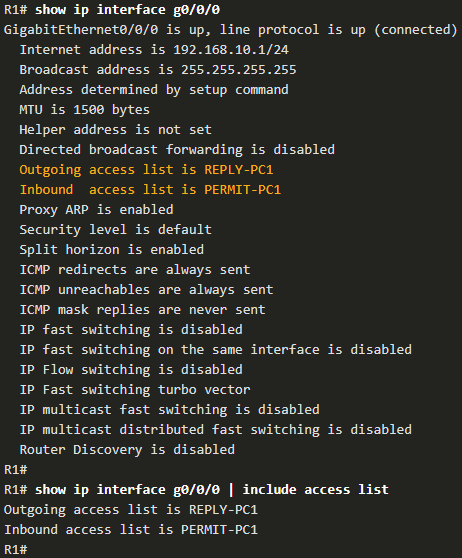 R1# show ip interface g0/0/0
GigabitEthernet0/0/0 is up, line protocol is up (connected)
  Internet address is 192.168.10.1/24
  Broadcast address is 255.255.255.255
  Address determined by setup command
  MTU is 1500 bytes
  Helper address is not set
  Directed broadcast forwarding is disabled
  Outgoing access list is REPLY-PC1
  Inbound  access list is PERMIT-PC1
  Proxy ARP is enabled
  Security level is default
  Split horizon is enabled
  ICMP redirects are always sent
  ICMP unreachables are always sent
  ICMP mask replies are never sent
  IP fast switching is disabled
  IP fast switching on the same interface is disabled
  IP Flow switching is disabled
  IP Fast switching turbo vector
  IP multicast fast switching is disabled
  IP multicast distributed fast switching is disabled
  Router Discovery is disabled
R1#
R1# show ip interface g0/0/0 | include access list
Outgoing access list is REPLY-PC1
Inbound access list is PERMIT-PC1
R1#